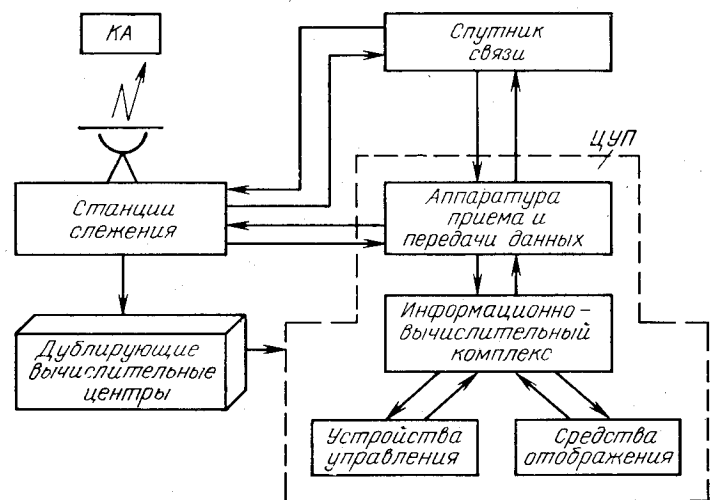 КА
Спутник
связи
ЦУП
Станции
слежения
Аппаратура
приема и
передачи данных
Дублирующие
вычислительные
центры
Информационно-
вычислительный
комплекс
Устройства
управления
Средства
отображения